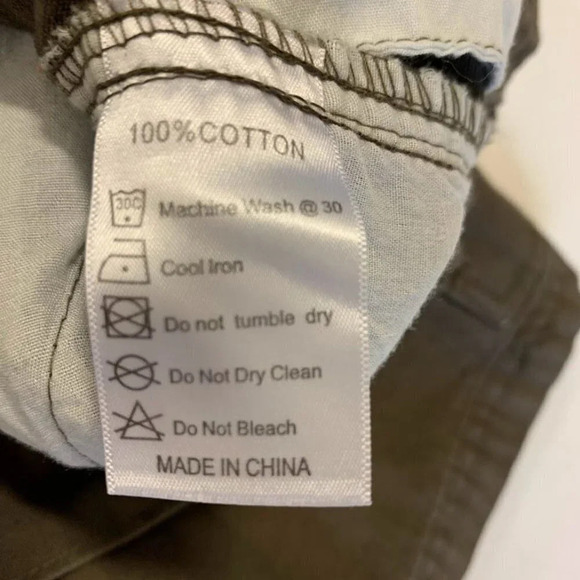 100%COTTON
30C Machine Wash @ 30
Cool Iron
Do not tumble dry
Do Not Dry Clean
Do Not Bleach
MADE IN CHINA